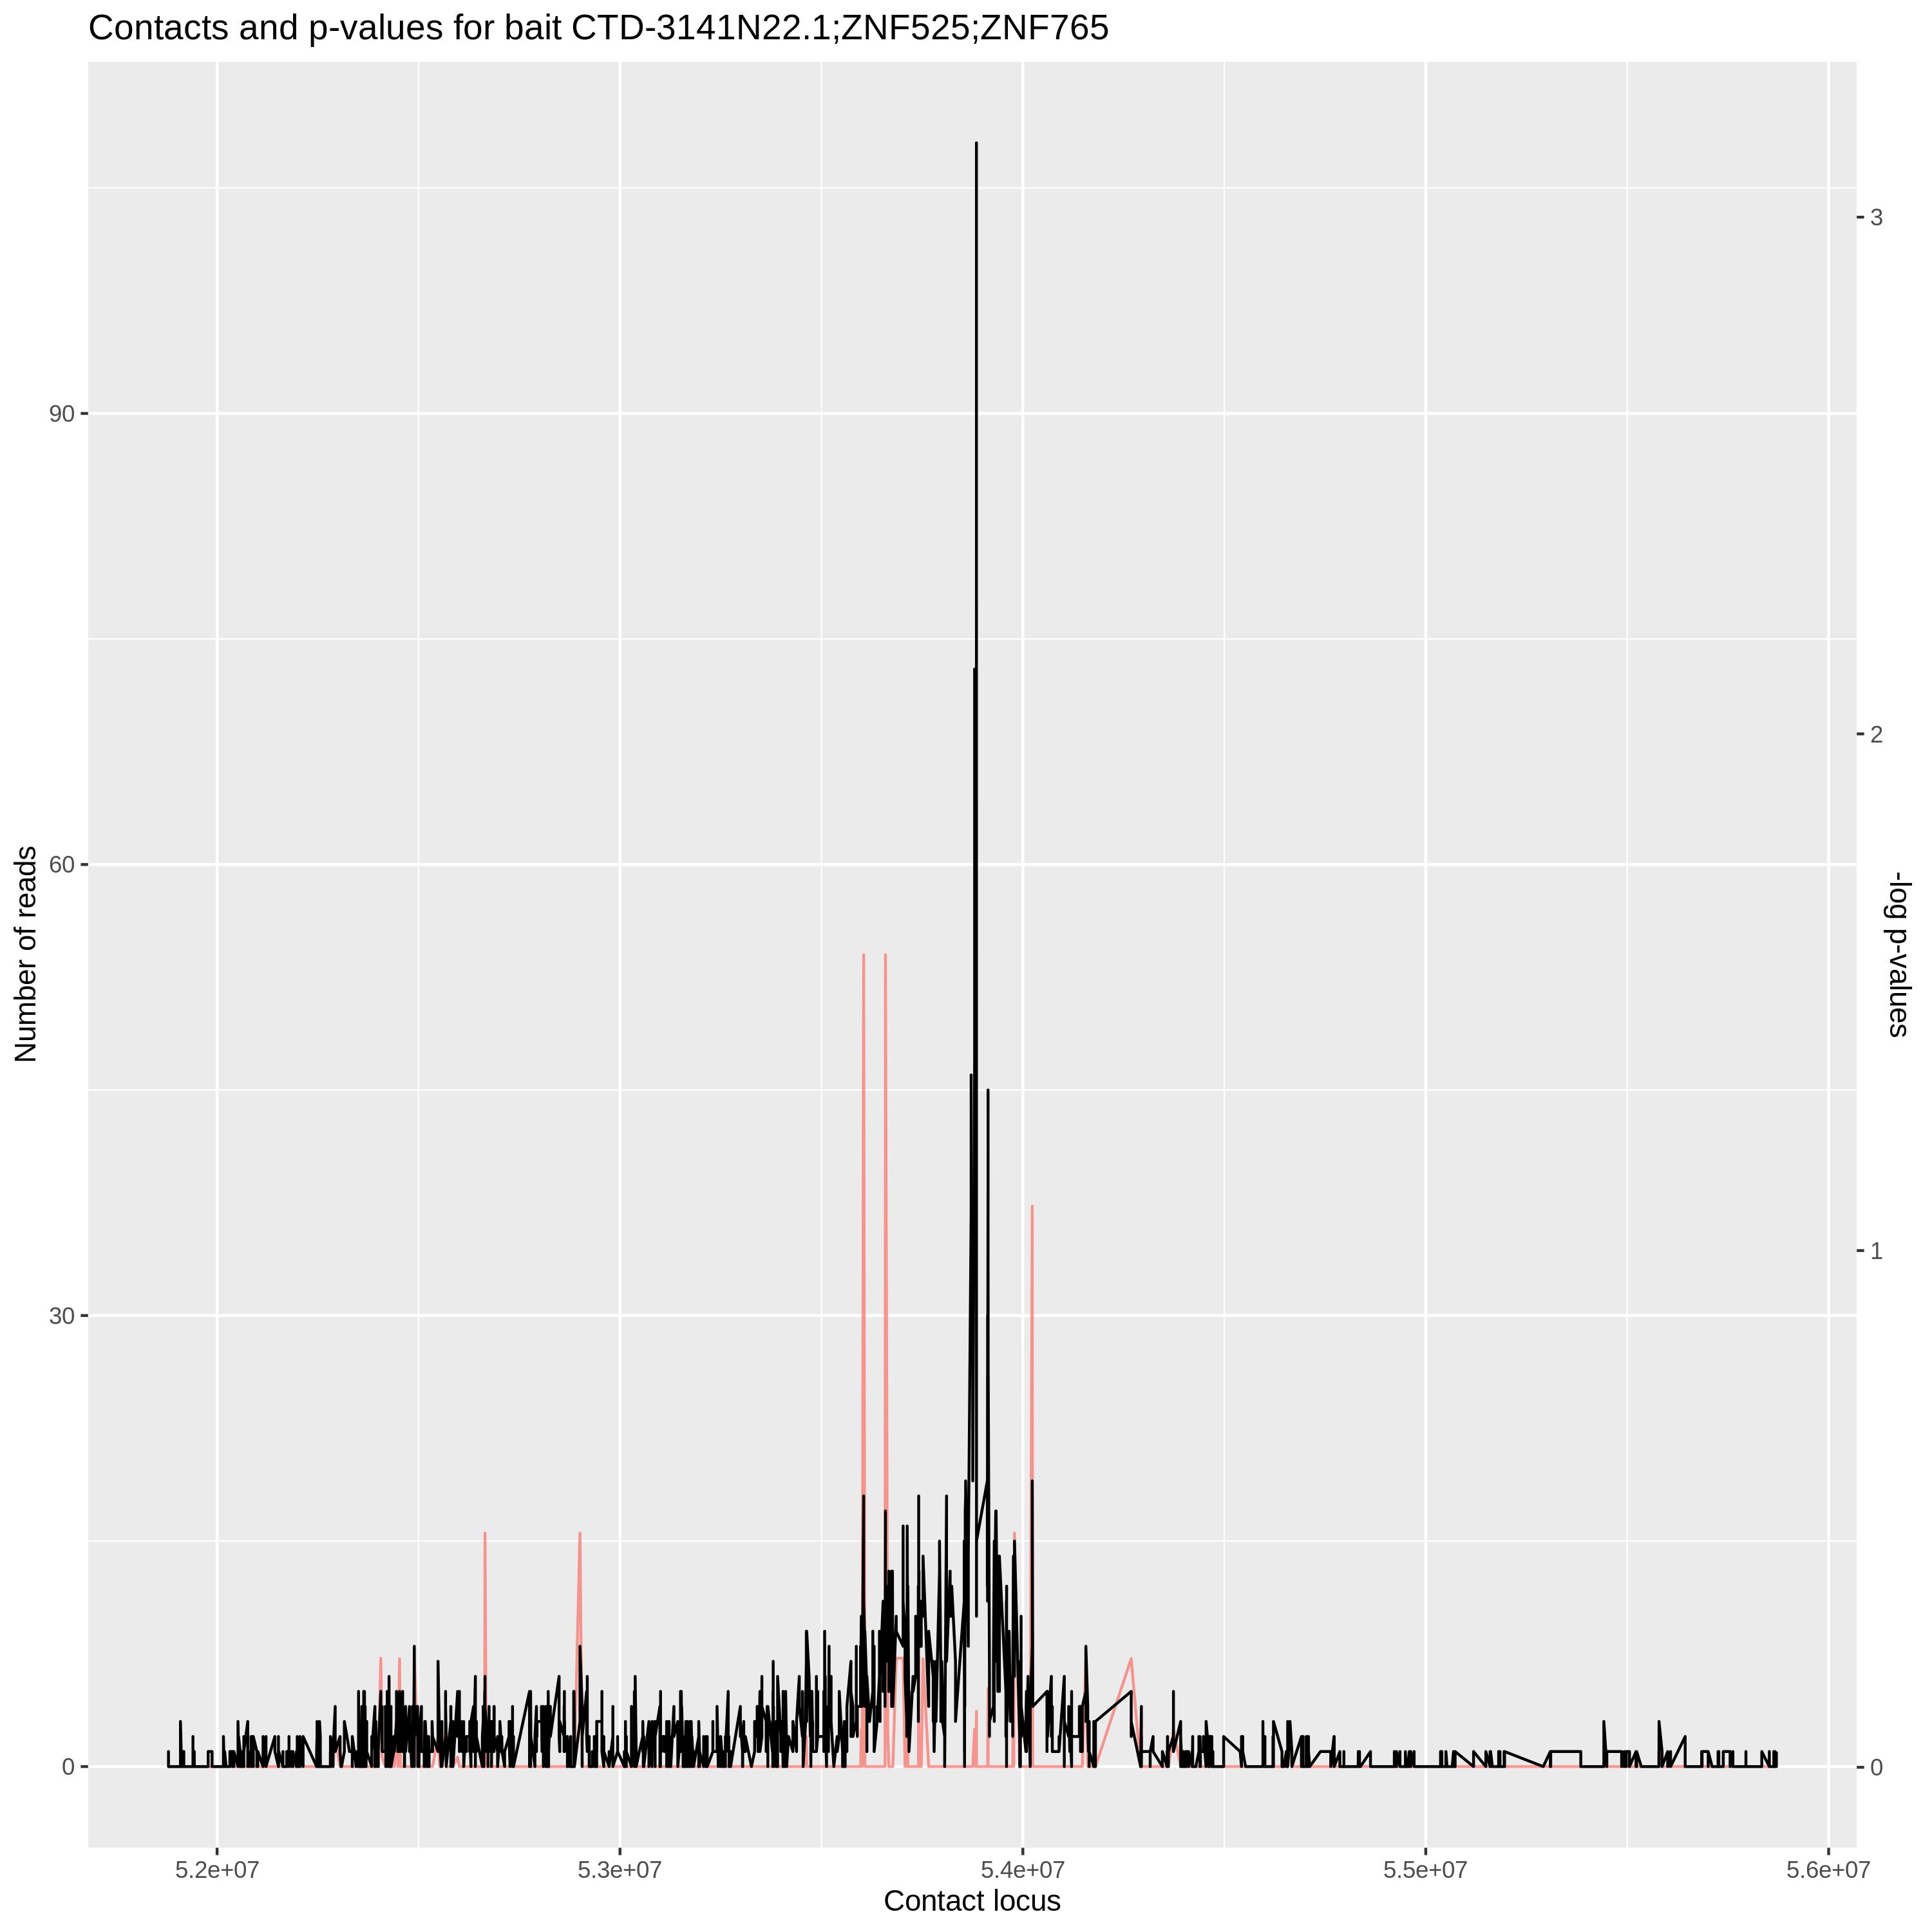 Contacts and p-values for bait CTD-3141N22.1;ZNF525;ZNF765
90
60
30
0
Number of reads
3
2
1
0
-log p-values
5.2e+07
5.3e+07
5.4e+07
5.5e+07
5.6e+07
Contact locus